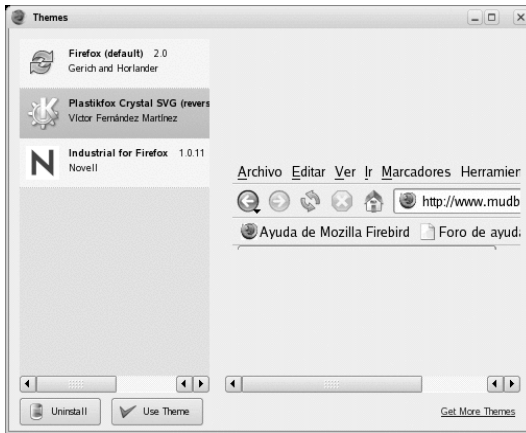 Themes
Firefox (default) 2.0
Gerich and Horlander
Plastikfox Crystal SVG (revers
Víctor Fernández Martínez
Industrial for Firefox 1.0.11
Novell
Archivo Editar Ver Ir Marcadores Herramien
http://www.mudb
Ayuda de Mozilla Firebird Foro de ayuda
Uninstall Use Theme Get More Themes